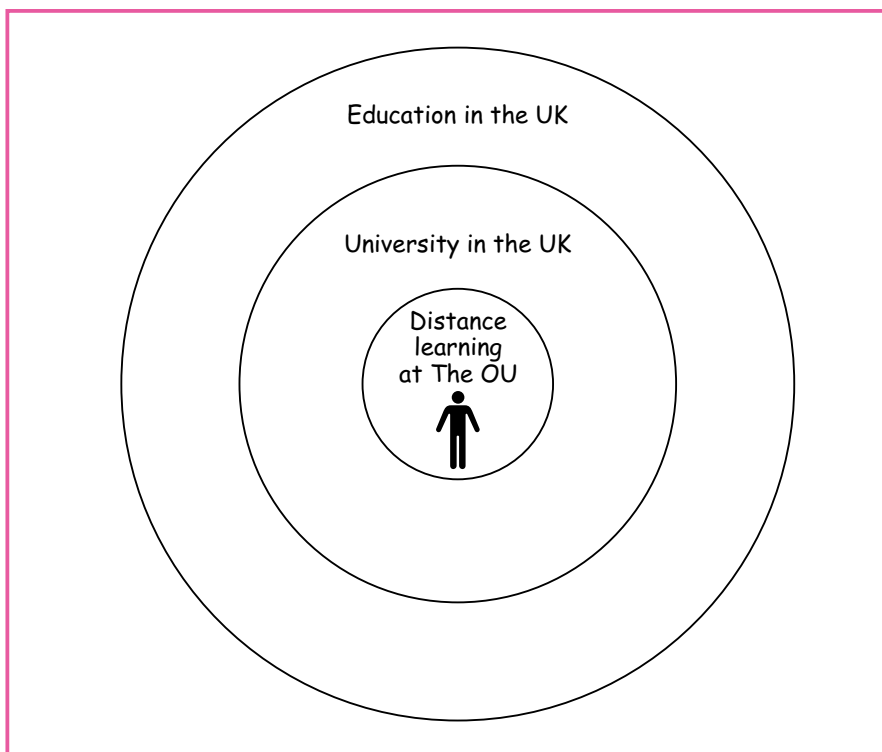 Education in the UK
University in the UK
Distance
learning
at The OU